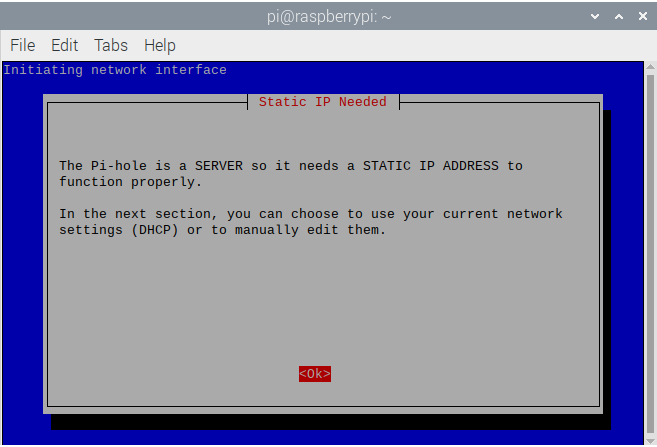 pi@raspberrypi: ~
File Edit Tabs Help
Initiating network interface
Static IP Needed
The Pi-hole is a SERVER so it needs a STATIC IP ADDRESS to
function properly.
In the next section, you can choose to use your current network
settings (DHCP) or to manually edit them.
<Ok>